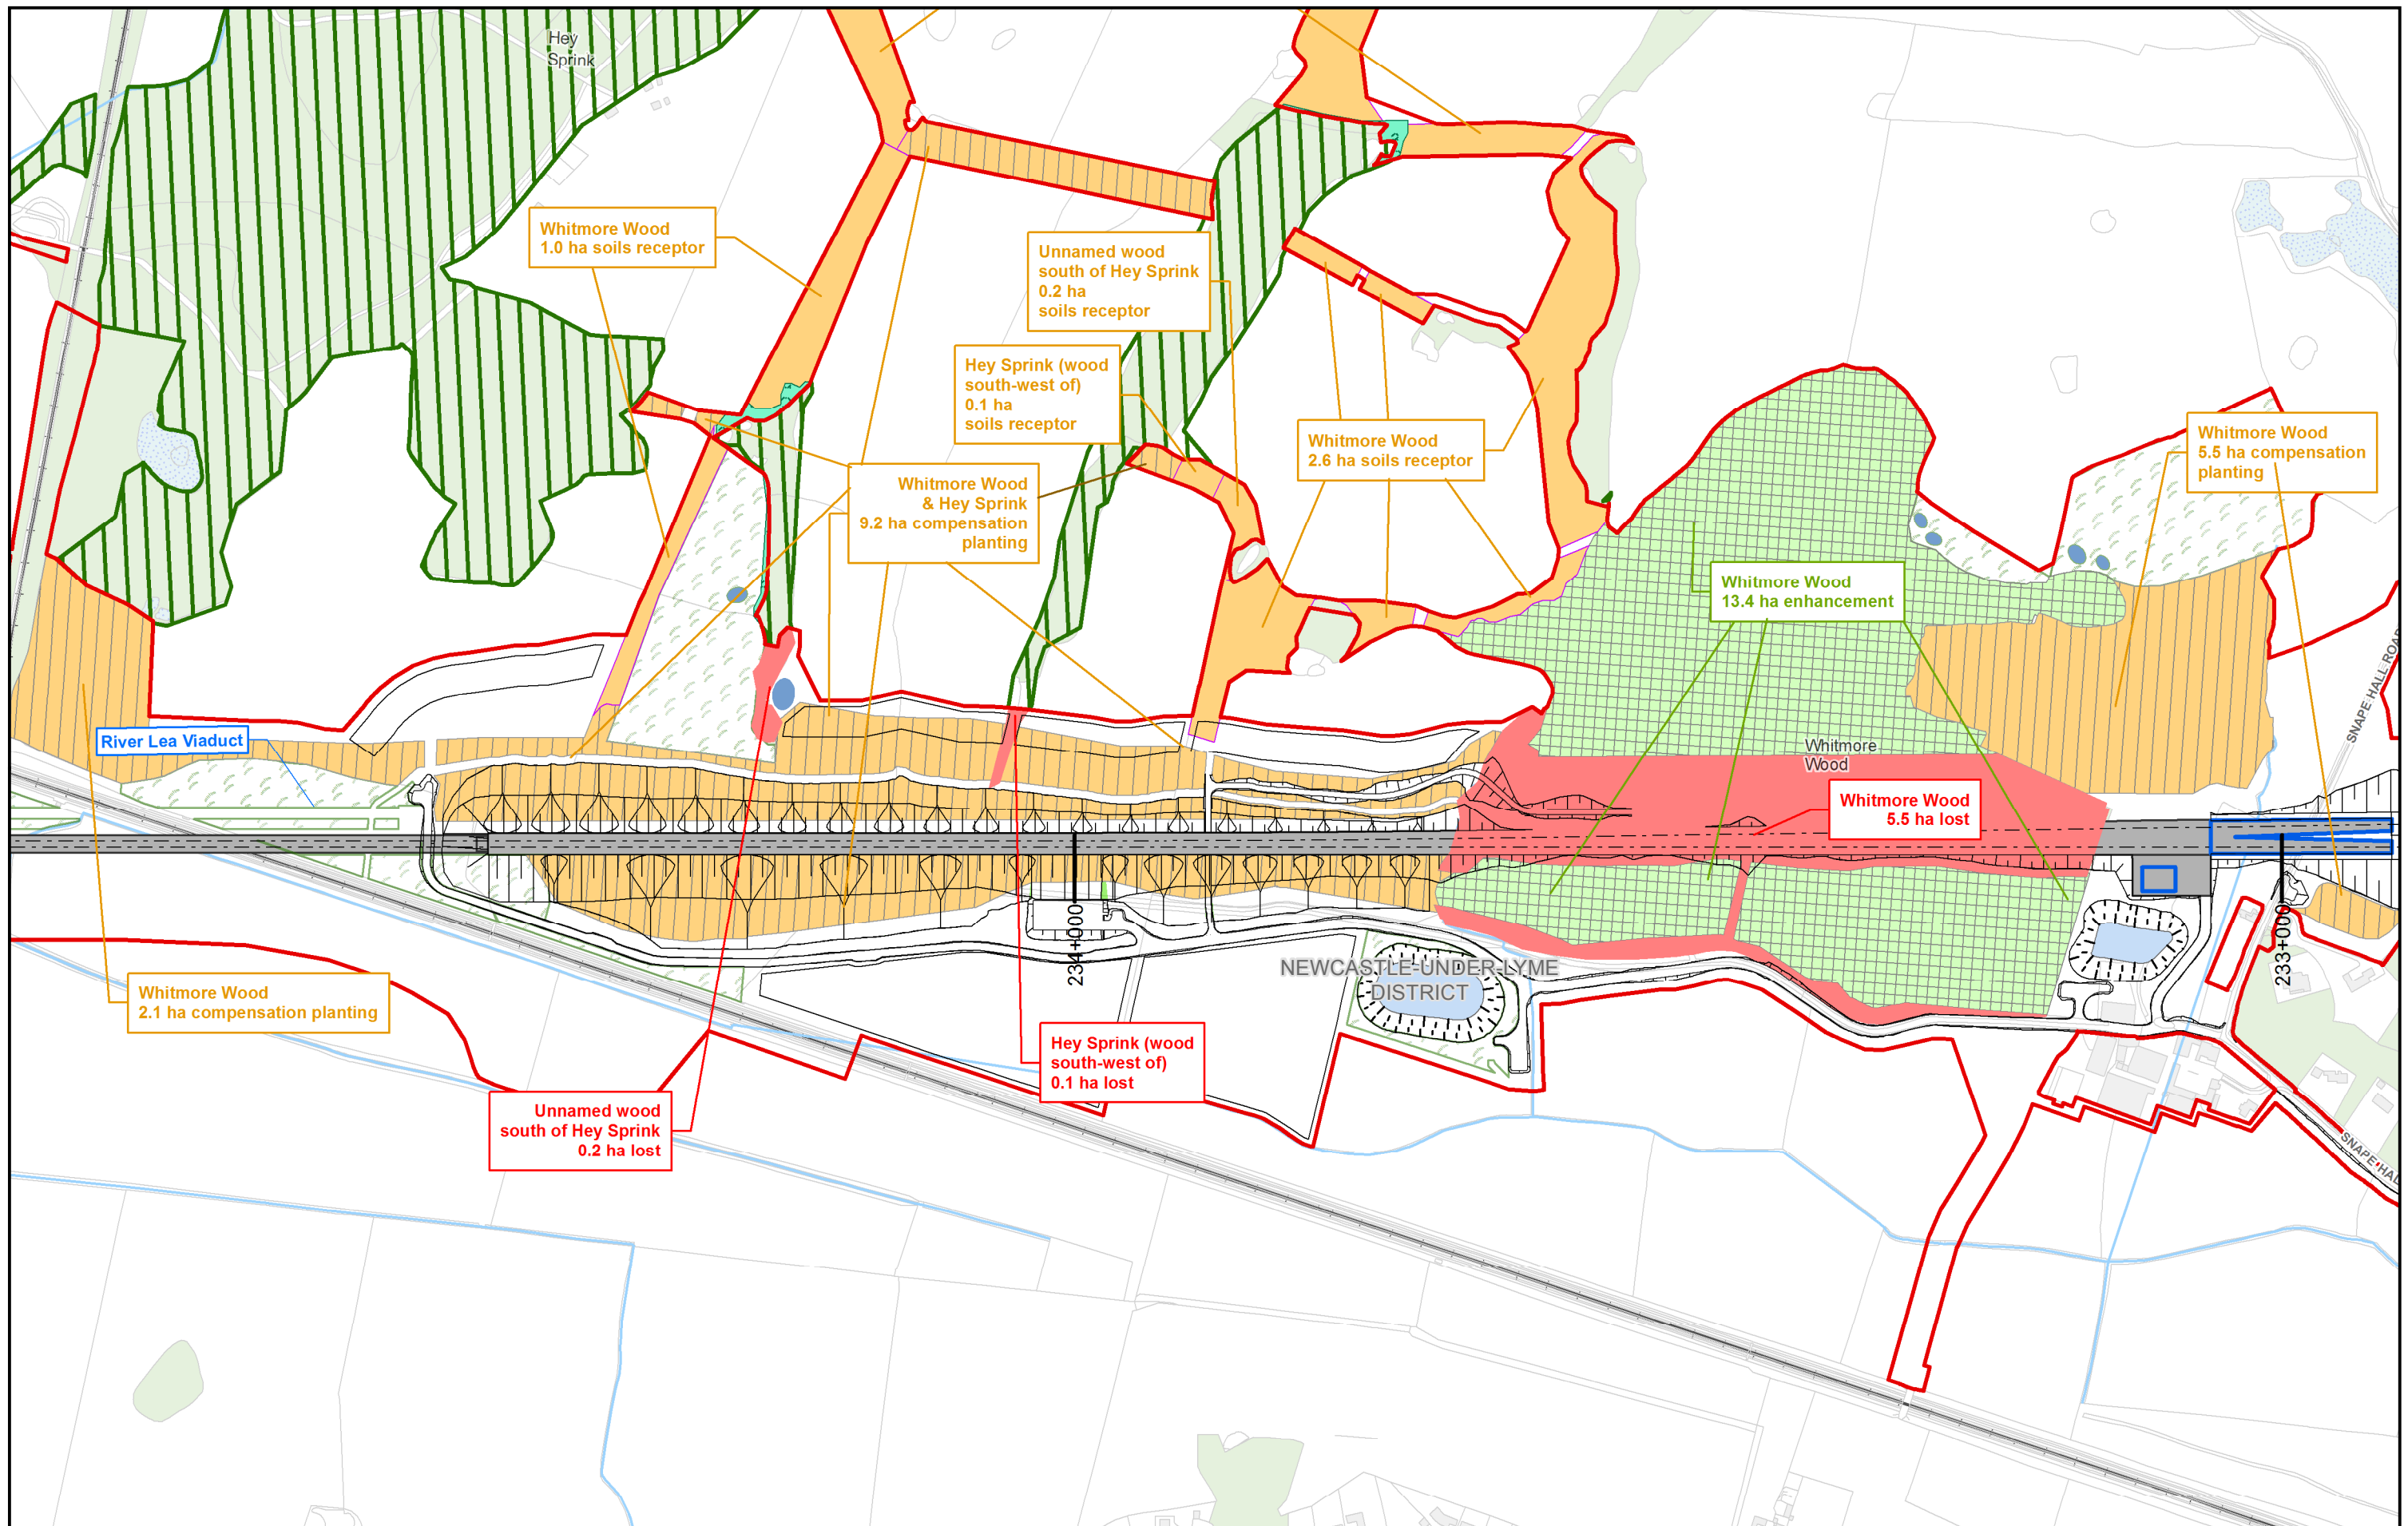 Hey
Sprink
Whitmore Wood
1.0 ha soils receptor
Unnamed wood
south of Hey Sprink
0.2 ha
soils receptor
Hey Sprink (wood
south-west of)
0.1 ha
soils receptor
Whitmore Wood
2.6 ha soils receptor
Whitmore Wood
5.5 ha compensation
planting
Whitmore Wood
& Hey Sprink
9.2 ha compensation
planting
Whitmore Wood
13.4 ha enhancement
SNAPE HALL ROAD
River Lea Viaduct
Whitmore
Wood
Whitmore Wood
5.5 ha lost
234+000
233+000
NEWCASTLE-UNDER-LYME
DISTRICT
Whitmore Wood
2.1 ha compensation planting
Hey Sprink (wood
south-west of)
0.1 ha lost
Unnamed wood
south of Hey Sprink
0.2 ha lost
SNAPE HAL